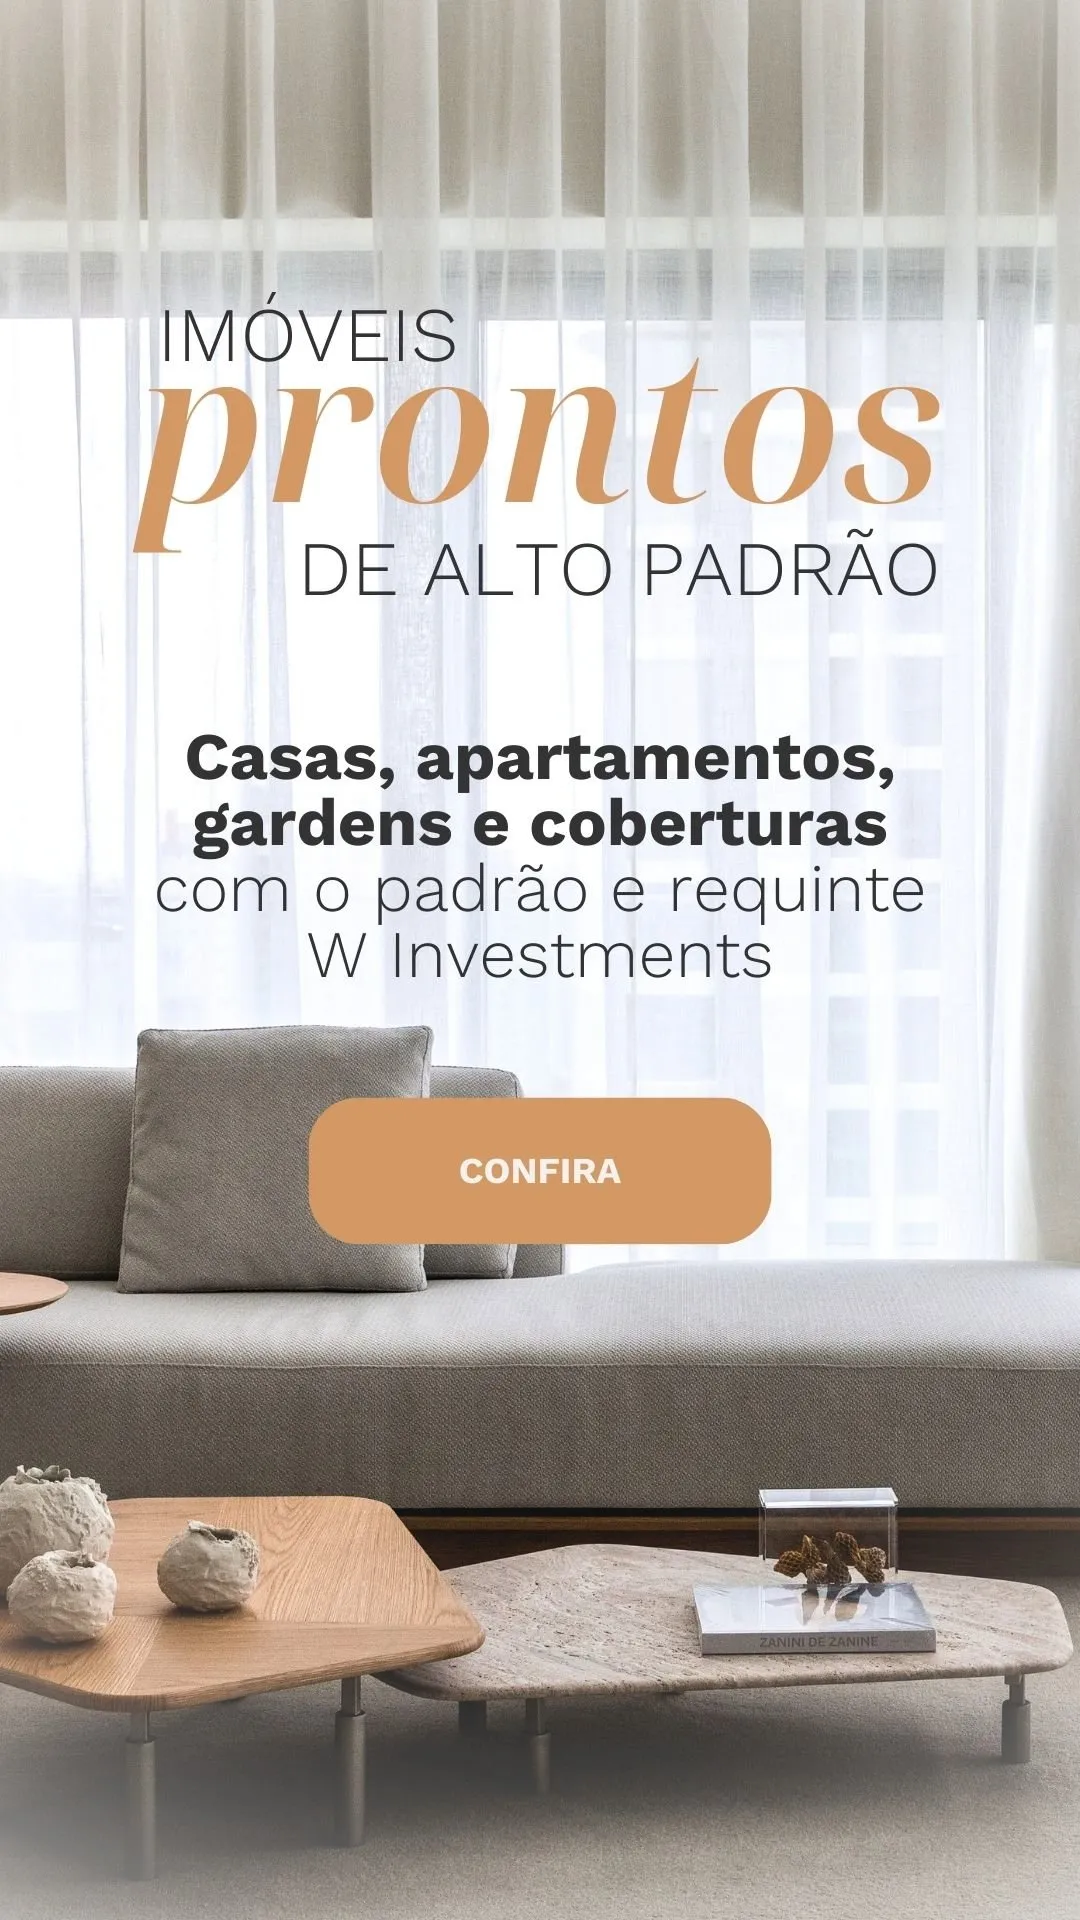 IMÓVEIS
prontos
DE ALTO PADRÃO
Casas, apartamentos,
gardens e coberturas
com o padrão e requinte
W Investments
CONFIRA
ZANINI DE ZANINE